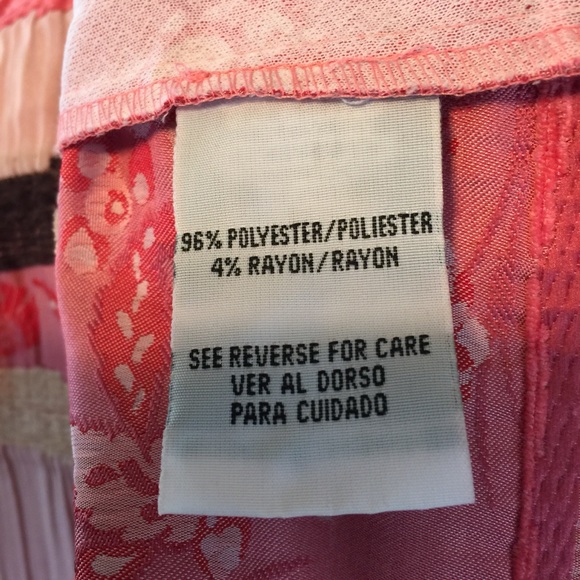 96% POLYESTER/POLIESTER
4% RAYON/RAYON
SEE REVERSE FOR CARE
VER AL DORSO
PARA CUIDADO